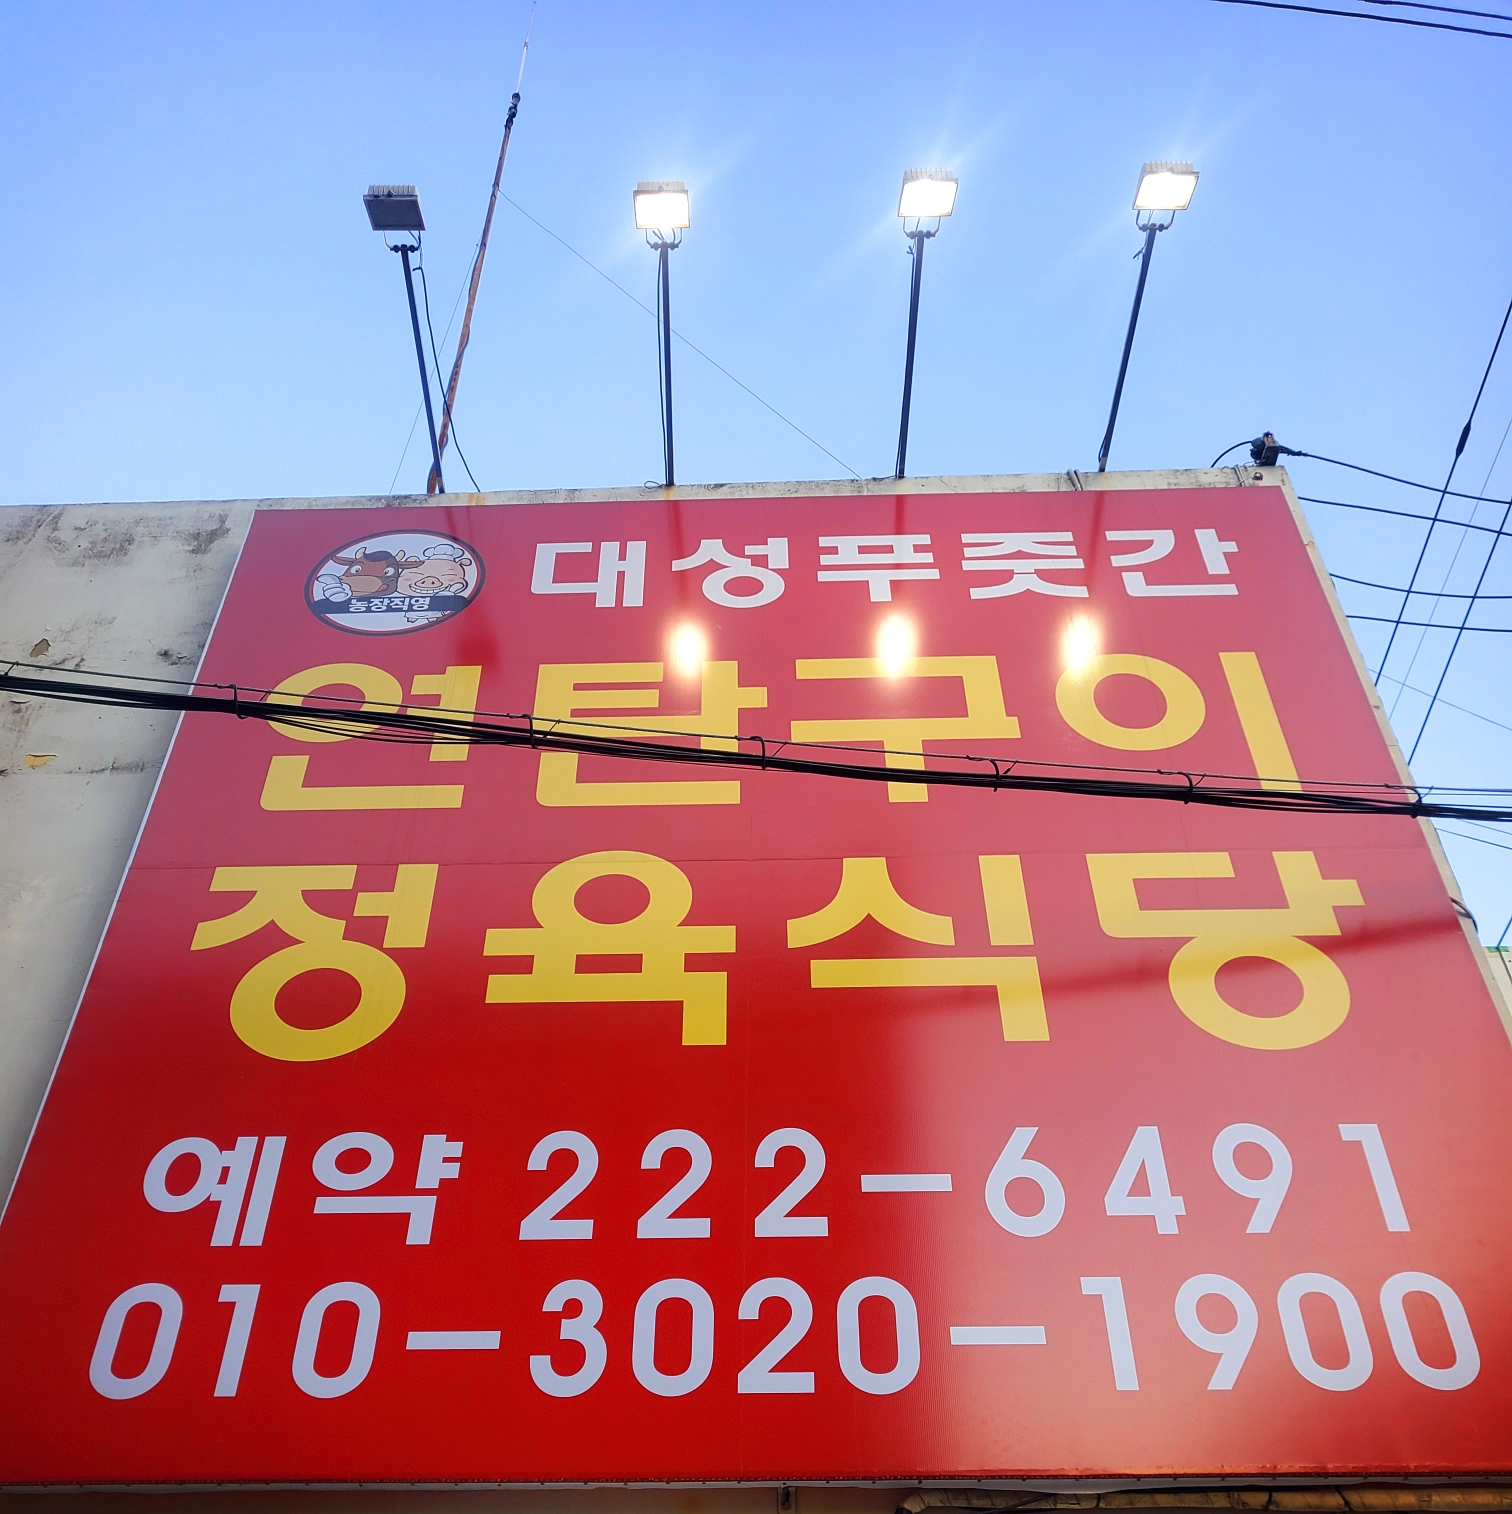 농장직영
대성푸줏간
연탄구이
정육식당
예약 222-6491
010-3020-1900